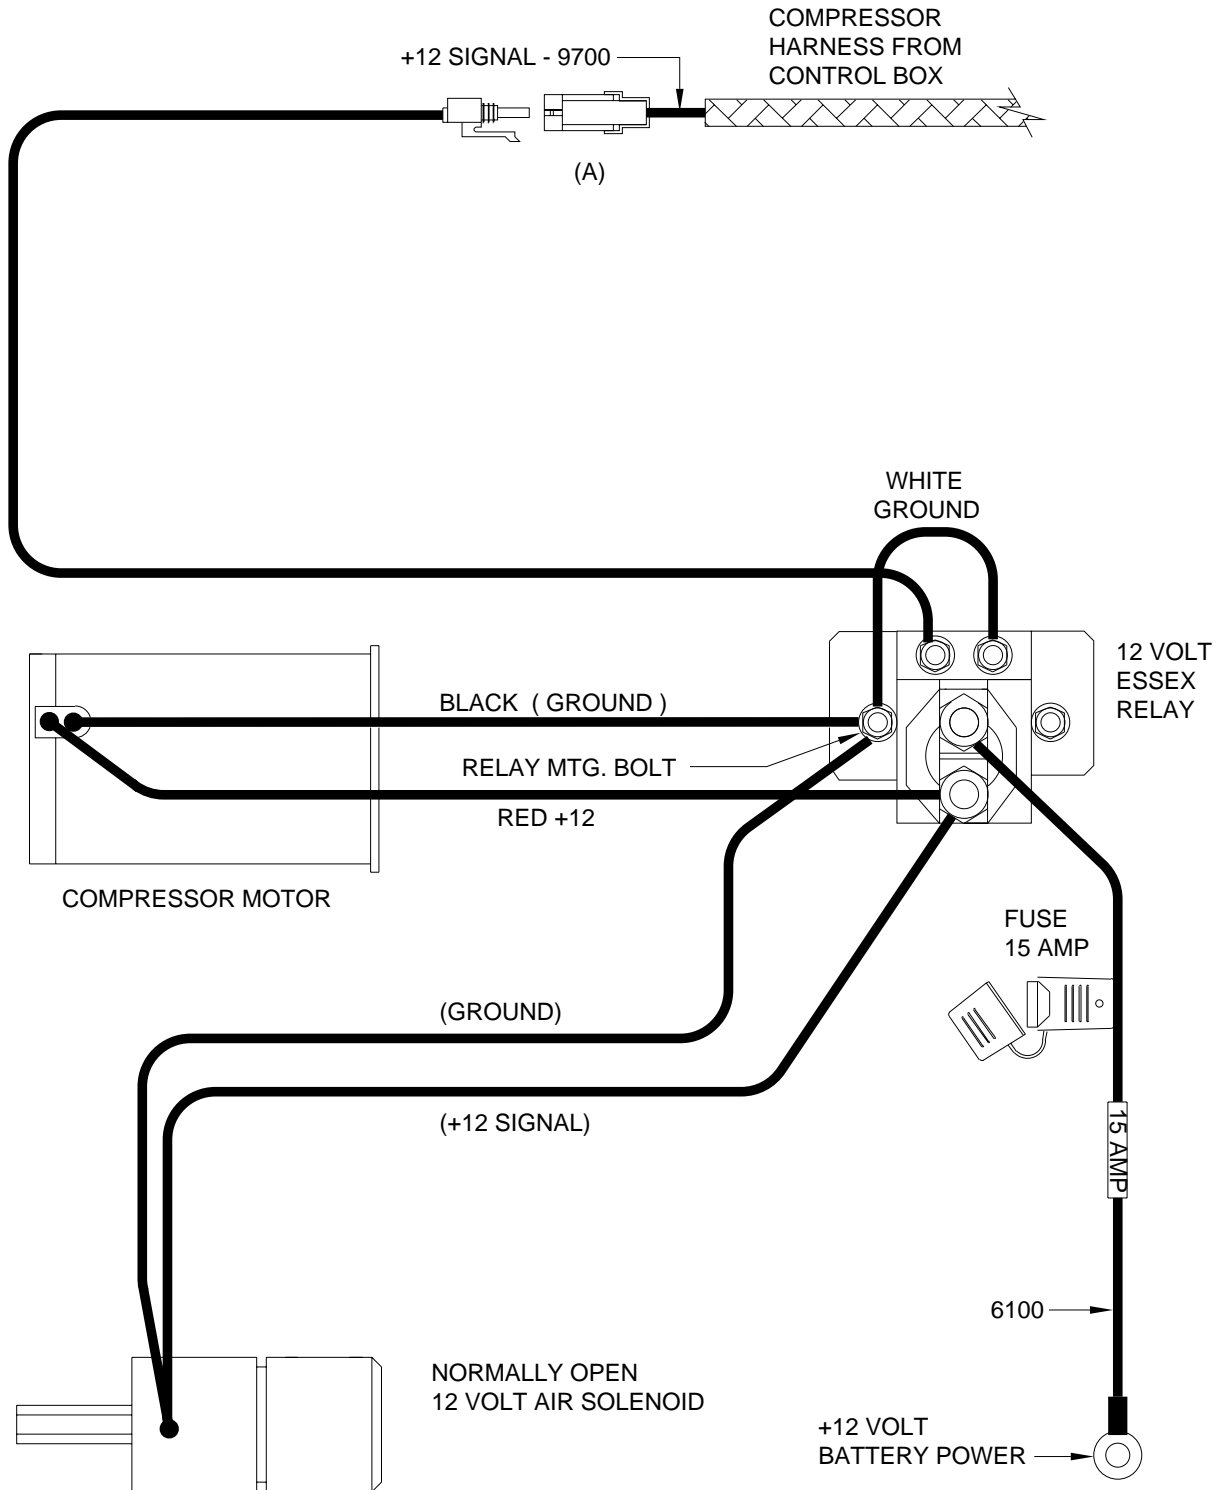 COMPRESSOR
HARNESS FROM
CONTROL BOX
+12 SIGNAL - 9700
(A)
WHITE
GROUND
12 VOLT
ESSEX
RELAY
BLACK ( GROUND )
RELAY MTG. BOLT
RED +12
COMPRESSOR MOTOR
FUSE
15 AMP
(GROUND)
(+12 SIGNAL)
15 AMP
6100
NORMALLY OPEN
12 VOLT AIR SOLENOID
+12 VOLT
BATTERY POWER